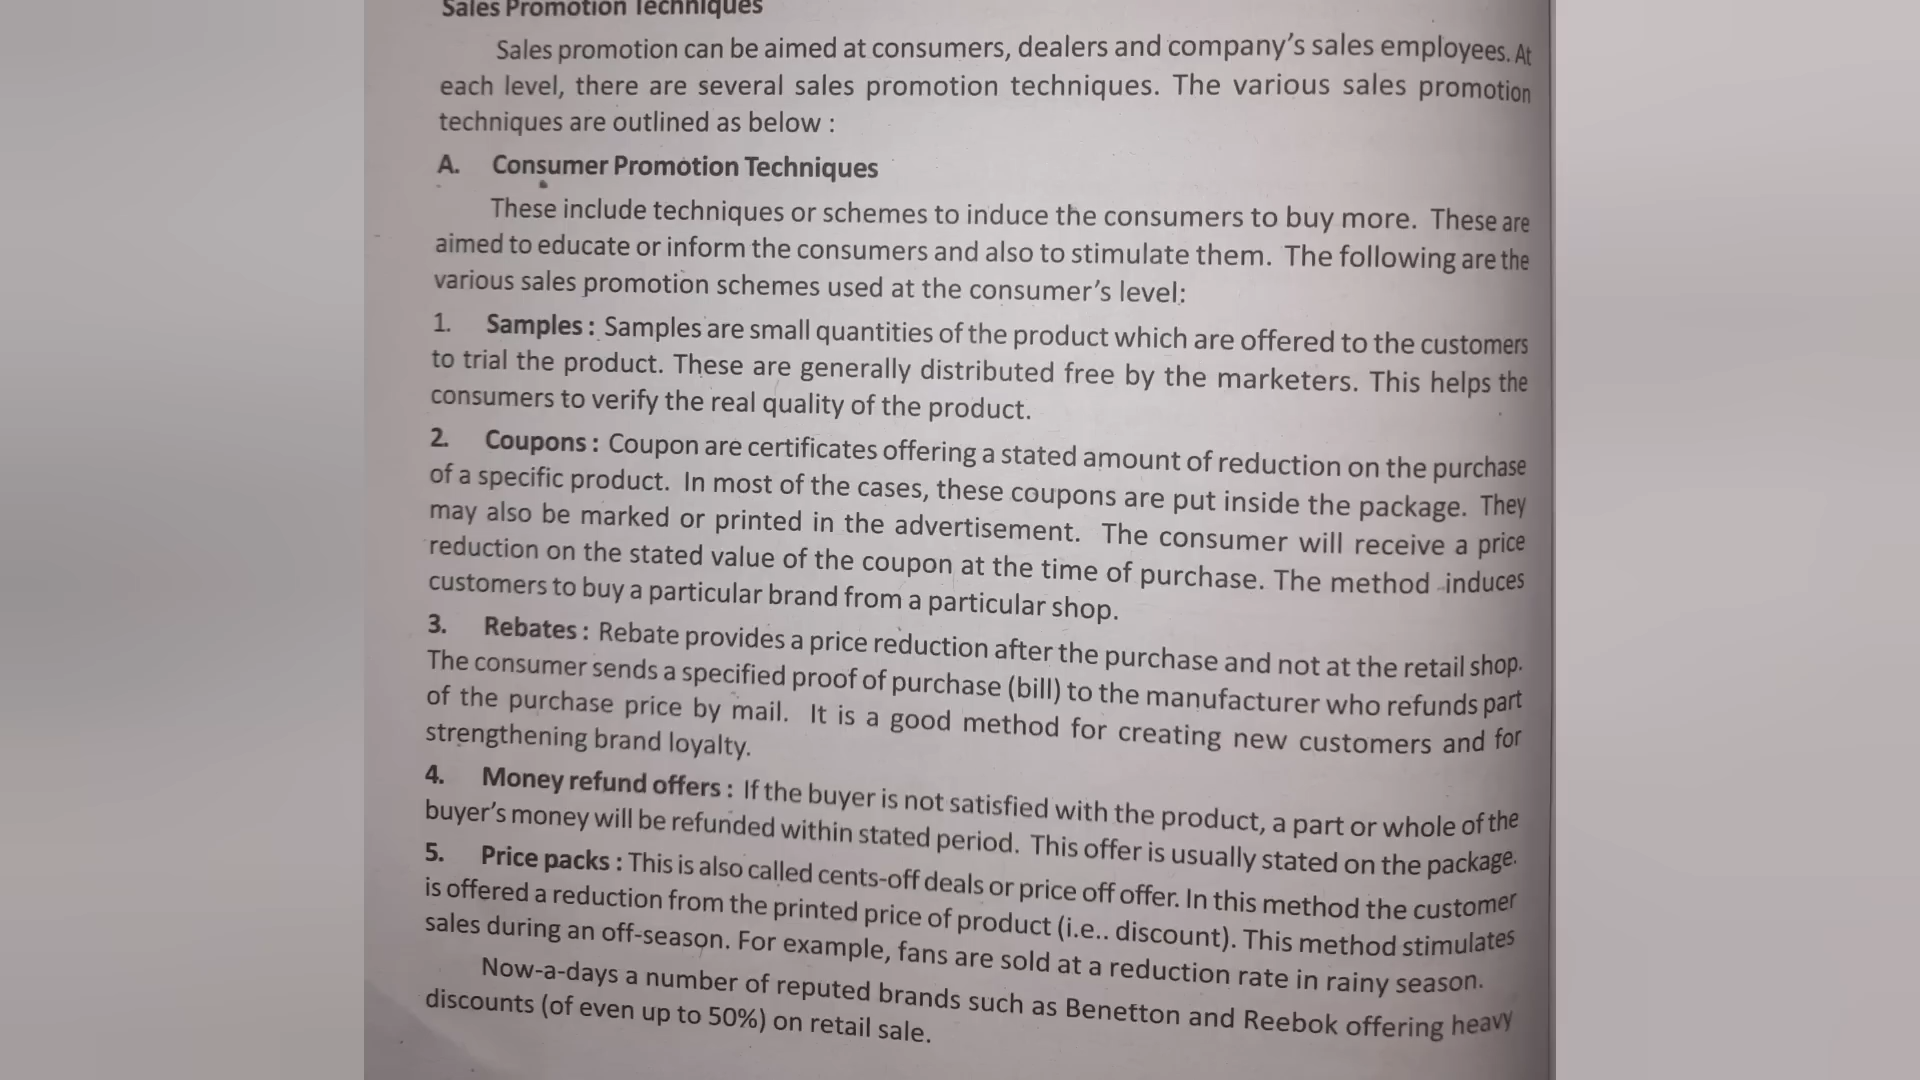 Sales Promotion Techniques
Sales promotion can be aimed at consumers, dealers and company's sales employees. At
each level, there are several sales promotion techniques. The various sales promotion
techniques are outlined as below :
A. Consumer Promotion Techniques
These include techniques or schemes to induce the consumers to buy more. These are
aimed to educate or inform the consumers and also to stimulate them. The following are the
various sales promotion schemes used at the consumer's level:
1. Samples : Samples are small quantities of the product which are offered to the customers
to trial the product. These are generally distributed free by the marketers. This helps the
consumers to verify the real quality of the product.
2. Coupons : Coupon are certificates offering a stated amount of reduction on the purchase
of a specific product. In most of the cases, these coupons are put inside the package. They
may also be marked or printed in the advertisement. The consumer will receive a price
reduction on the stated value of the coupon at the time of purchase. The method induces
customers to buy a particular brand from a particular shop.
3. Rebates : Rebate provides a price reduction after the purchase and not at the retail shop.
The consumer sends a specified proof of purchase (bill) to the manufacturer who refunds part
of the purchase price by mail. It is a good method for creating new customers and for
strengthening brand loyalty.
4. Money refund offers : If the buyer is not satisfied with the product, a part or whole of the
buyer's money will be refunded within stated period. This offer is usually stated on the package.
5. Price packs : This is also called cents-off deals or price off offer. In this method the customer
is offered a reduction from the printed price of product (i.e.. discount). This method stimulates
sales during an off-season. For example, fans are sold at a reduction rate in rainy season.
Now-a-days a number of reputed brands such as Benetton and Reebok offering heavy
discounts (of even up to 50%) on retail sale.